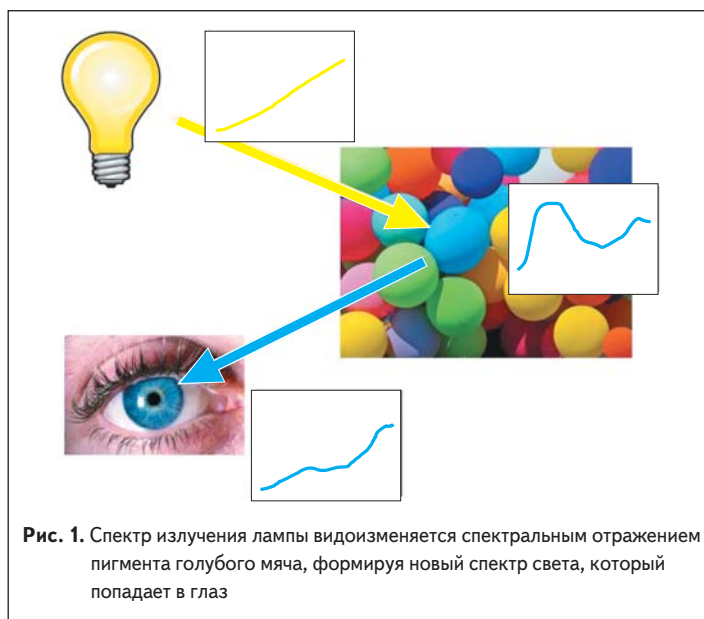 Рис. 1. Спектр излучения лампы видоизменяется спектральным отражением
пигмента голубого мяча, формируя новый спектр света, который
попадает в глаз